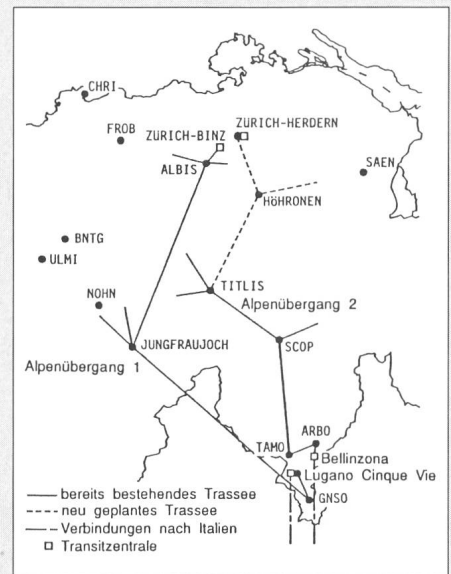 CHRI
FROB
ZÜRICH-BINZ
ZÜRICH-HERDERN
ALBIS
SAEN
HÖHRONEN
BNTG
ULMI
NOHN
TITLIS
Alpenübergang 2
JUNGFRAUJOCH
SCOP
Alpenübergang 1
ARBO
TAMO
Bellinzona
Lugano Cinque Vie
GNSO
bereits bestehendes Trassee
neu geplantes Trassee
Verbindungen nach Italien
Transitzentrale